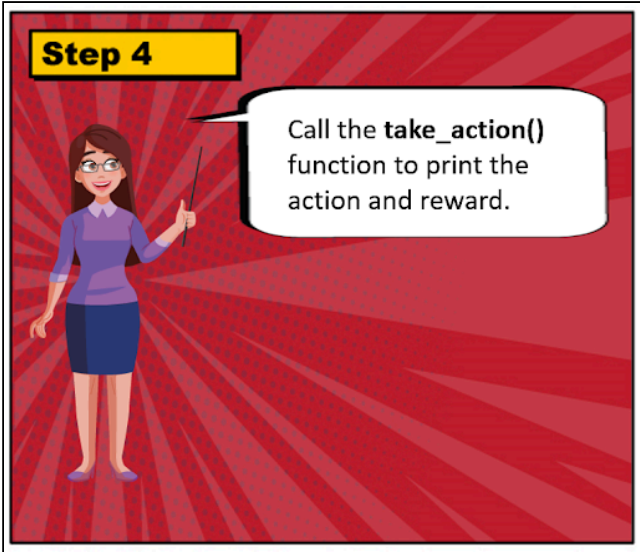 Step 4
Call the take_action()
function to print the
action and reward.